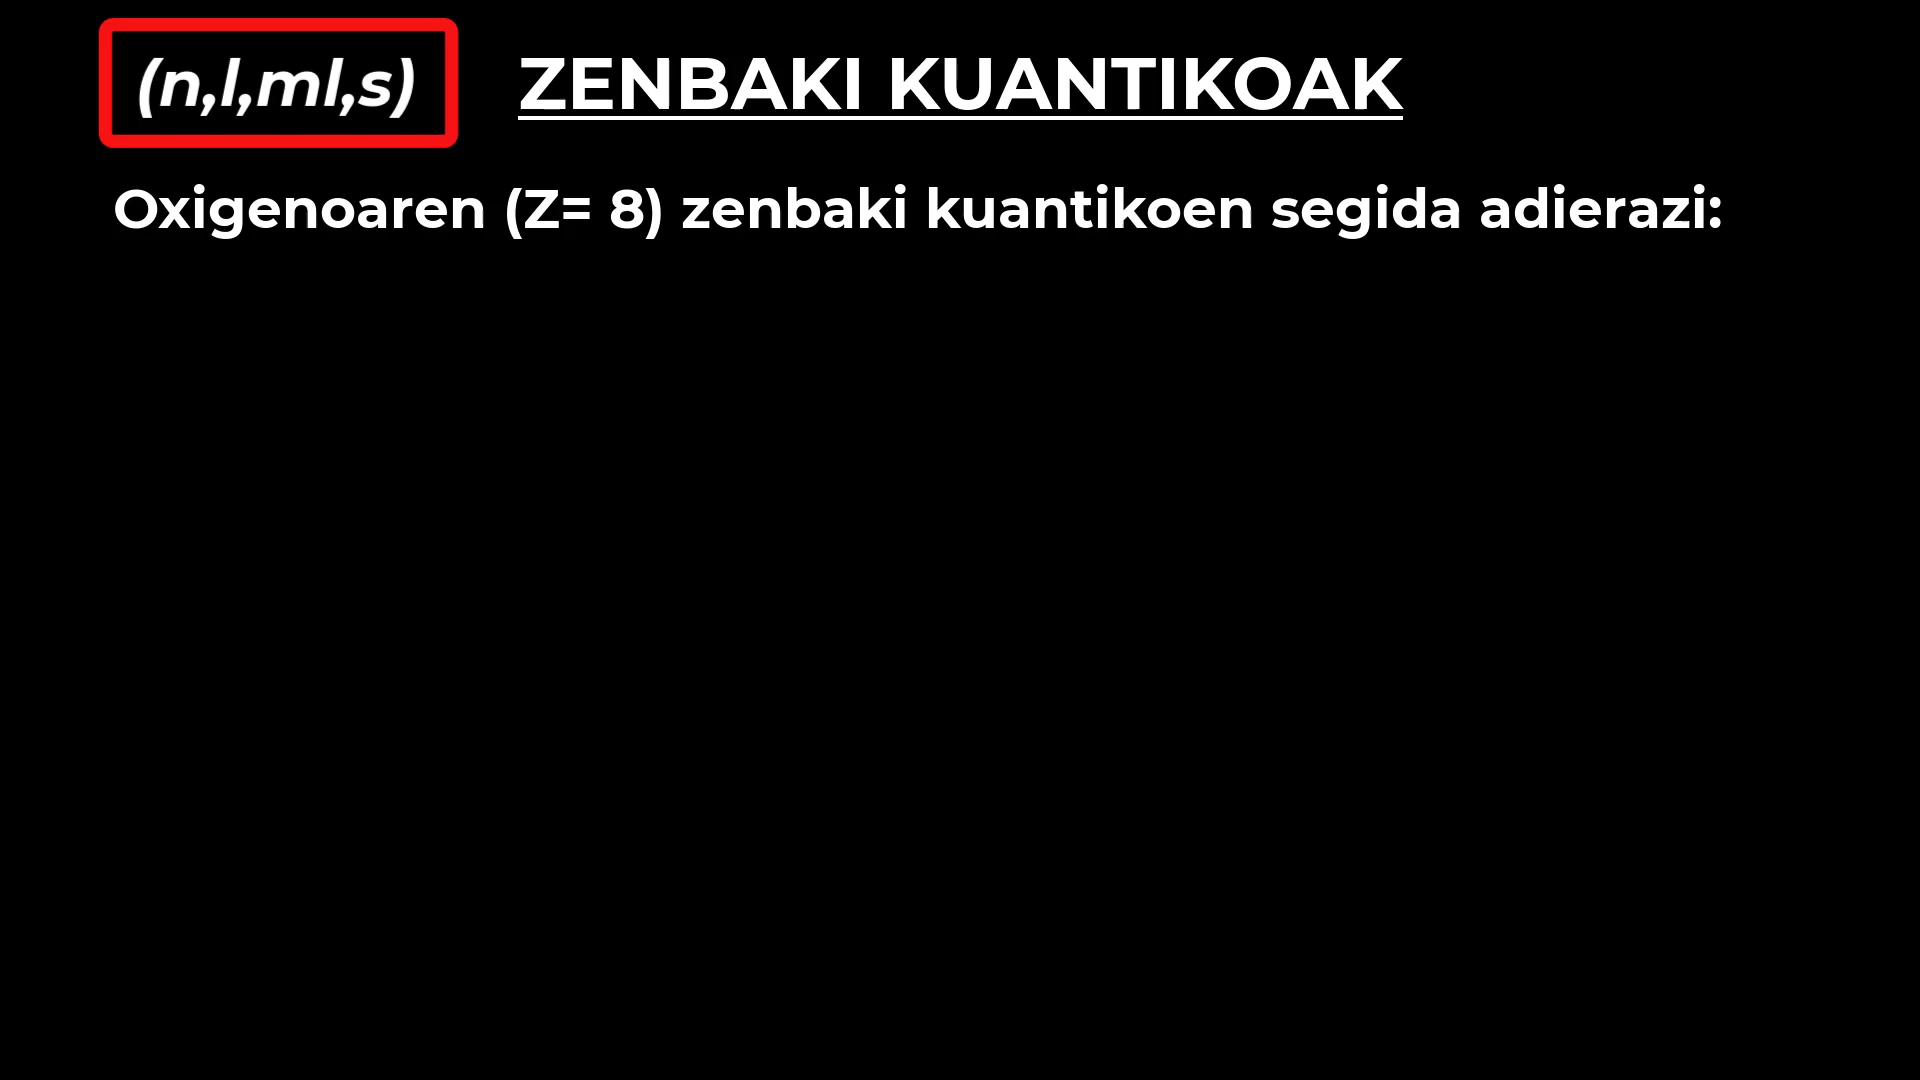 (n,l,ml,s)
ZENBAKI KUANTIKOAK
Oxigenoaren (Z= 8) zenbaki kuantikoen segida adierazi: